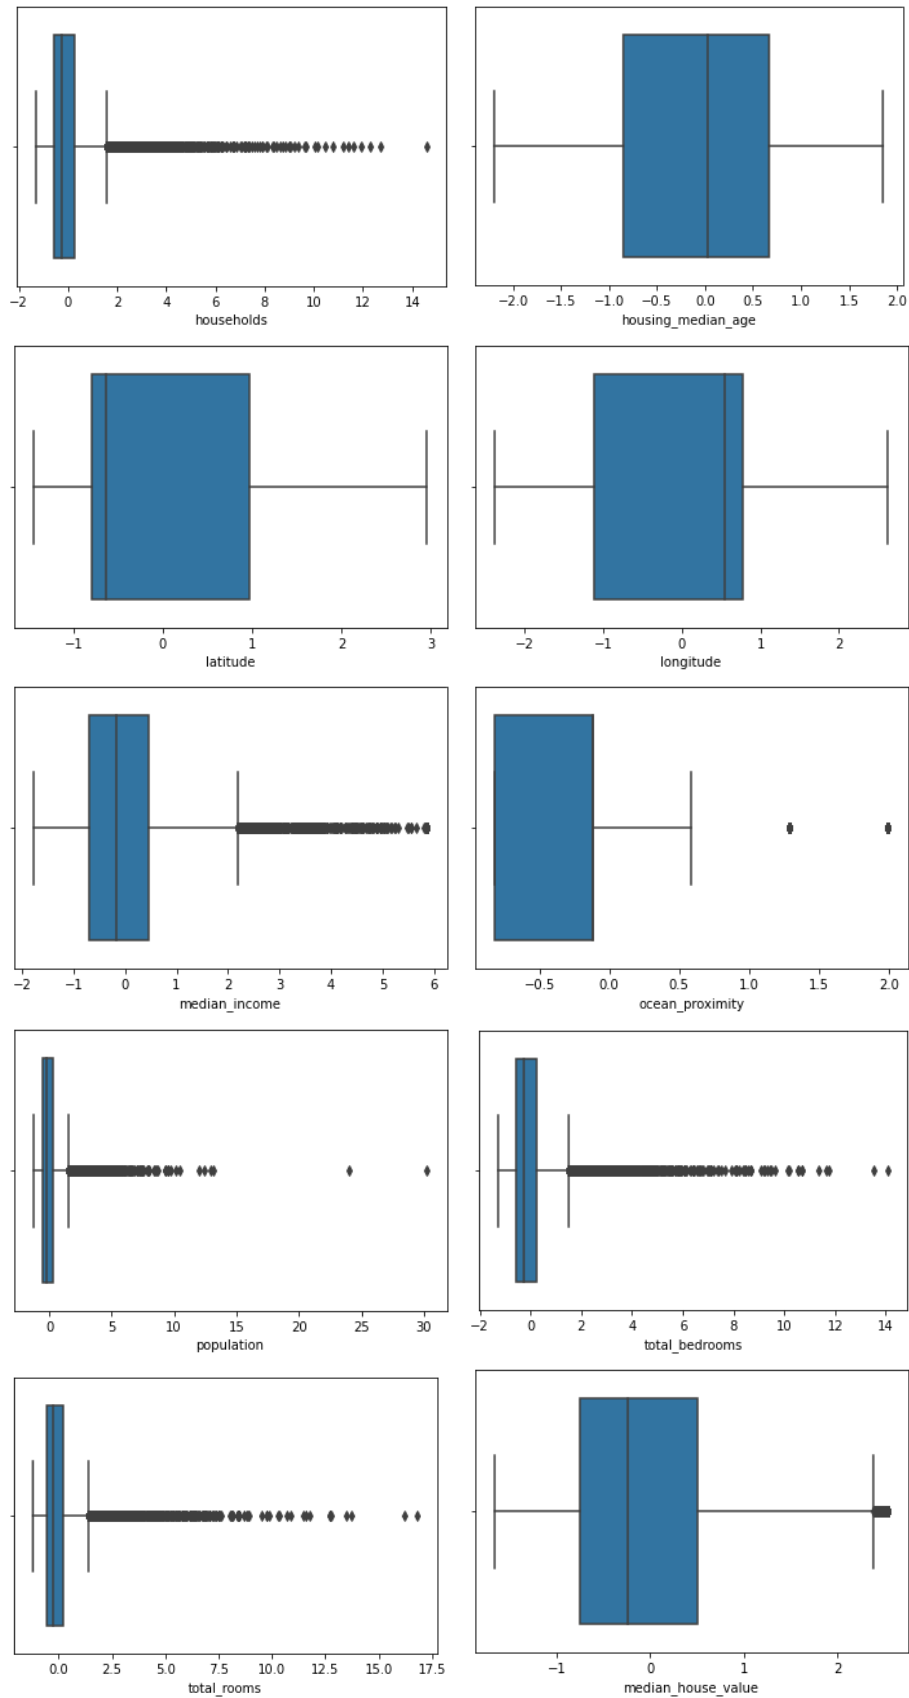 −2 0 2 4 6 8 10 12 14
households
−2.0 −1.5 −1.0 −0.5 0.0 0.5 1.0 1.5 2.0
housing_median_age
−1 0 1 2 3
latitude
−2 −1 0 1 2
longitude
−2 −1 0 1 2 3 4 5 6
median_income
−0.5 0.0 0.5 1.0 1.5 2.0
ocean_proximity
0 5 10 15 20 25 30
population
−2 0 2 4 6 8 10 12 14
total_bedrooms
0.0 2.5 5.0 7.5 10.0 12.5 15.0 17.5
total_rooms
−1 0 1 2
median_house_value